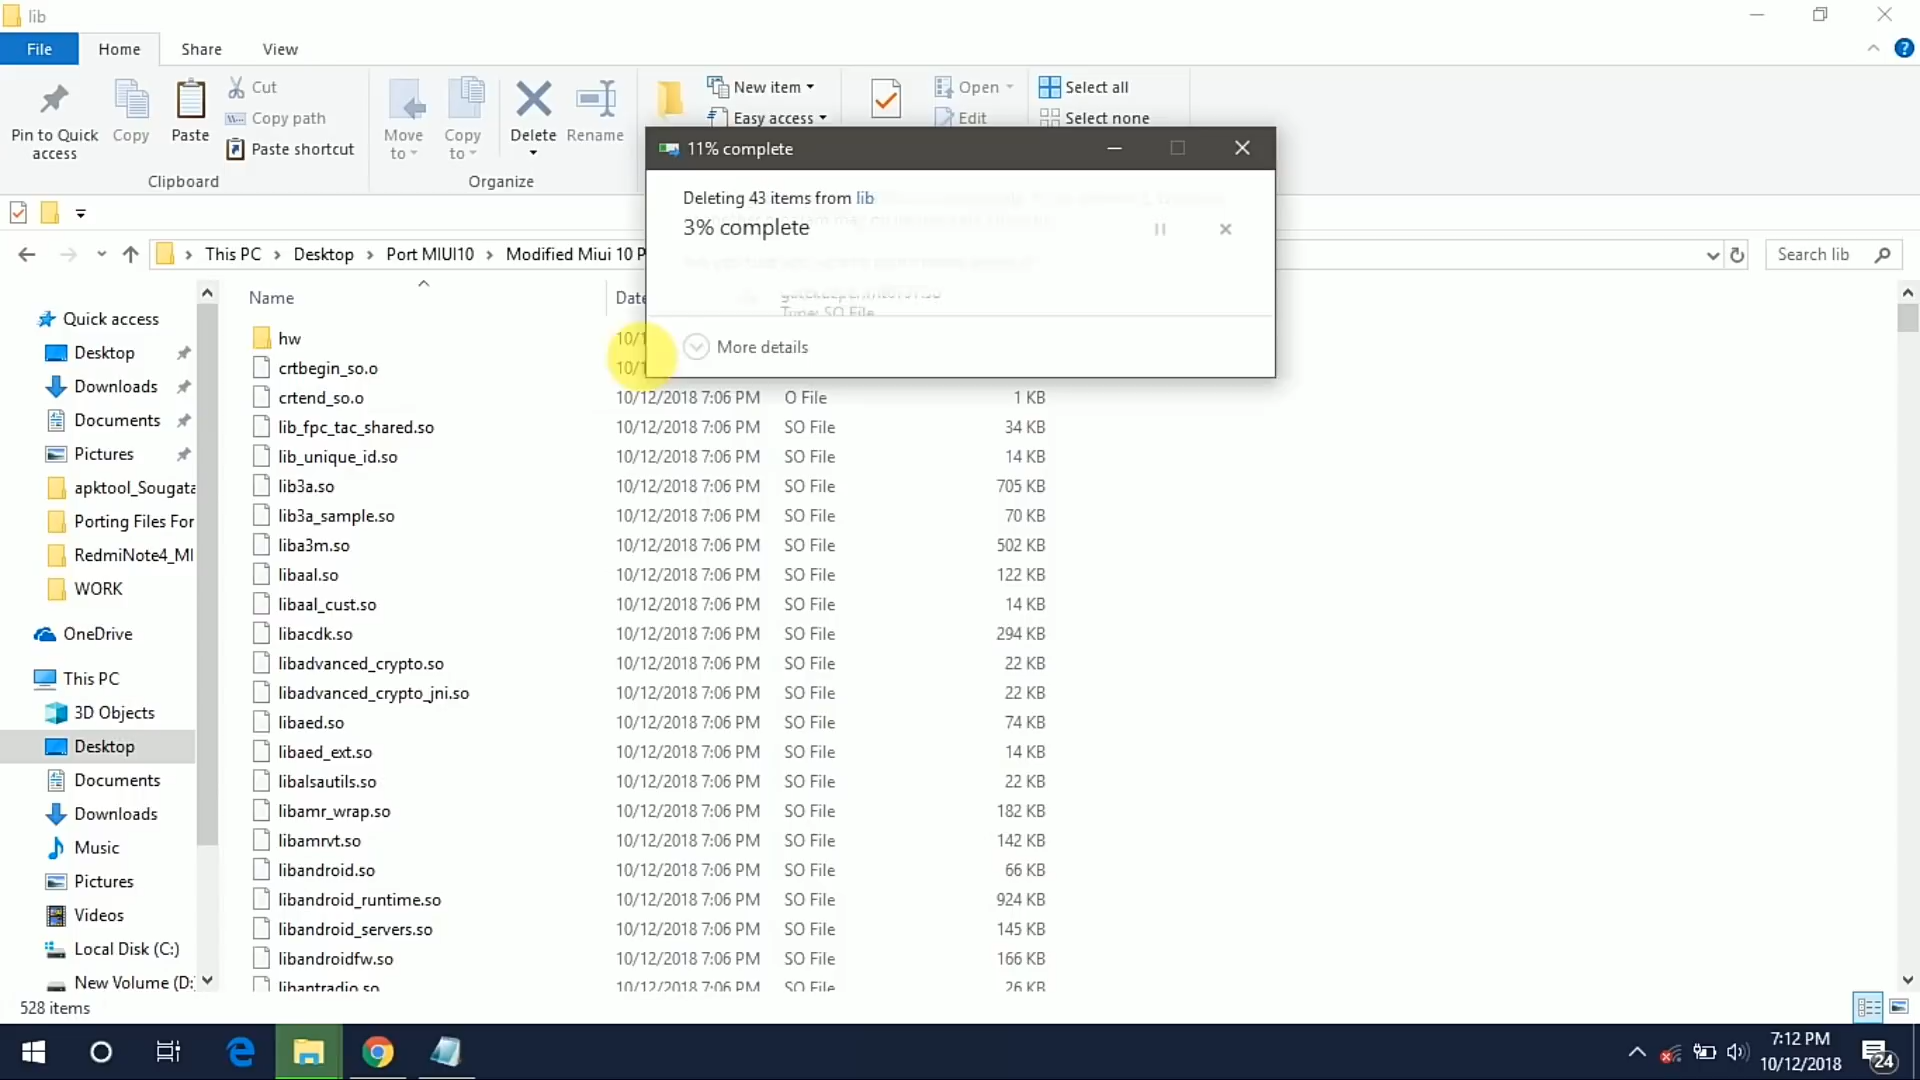 lib
File
Home
Share
View
Pin to Quick access
Copy
Paste
Cut
Copy path
Paste shortcut
Clipboard
Move to
Copy to
Delete
Rename
Organize
New item
Easy access
Open
Edit
Select all
Select none
11% complete
Deleting 43 items from lib
3% complete
Type: SO File
More details
This PC > Desktop > Port MIUI10 > Modified Miui 10 P
Search lib
Name
Date
Quick access
Desktop
Downloads
Documents
Pictures
apktool_Sougata
Porting Files For
RedmiNote4_MI
WORK
OneDrive
This PC
3D Objects
Desktop
Documents
Downloads
Music
Pictures
Videos
Local Disk (C:)
New Volume (D:
hw 10/1
crtbegin_so.o 10/1
crtend_so.o 10/12/2018 7:06 PM O File 1 KB
lib_fpc_tac_shared.so 10/12/2018 7:06 PM SO File 34 KB
lib_unique_id.so 10/12/2018 7:06 PM SO File 14 KB
lib3a.so 10/12/2018 7:06 PM SO File 705 KB
lib3a_sample.so 10/12/2018 7:06 PM SO File 70 KB
liba3m.so 10/12/2018 7:06 PM SO File 502 KB
libaal.so 10/12/2018 7:06 PM SO File 122 KB
libaal_cust.so 10/12/2018 7:06 PM SO File 14 KB
libacdk.so 10/12/2018 7:06 PM SO File 294 KB
libadvanced_crypto.so 10/12/2018 7:06 PM SO File 22 KB
libadvanced_crypto_jni.so 10/12/2018 7:06 PM SO File 22 KB
libaed.so 10/12/2018 7:06 PM SO File 74 KB
libaed_ext.so 10/12/2018 7:06 PM SO File 14 KB
libalsautils.so 10/12/2018 7:06 PM SO File 22 KB
libamr_wrap.so 10/12/2018 7:06 PM SO File 182 KB
libamrvt.so 10/12/2018 7:06 PM SO File 142 KB
libandroid.so 10/12/2018 7:06 PM SO File 66 KB
libandroid_runtime.so 10/12/2018 7:06 PM SO File 924 KB
libandroid_servers.so 10/12/2018 7:06 PM SO File 145 KB
libandroidfw.so 10/12/2018 7:06 PM SO File 166 KB
libantradio.so 10/12/2018 7:06 PM SO File 26 KB
528 items
7:12 PM
10/12/2018
24